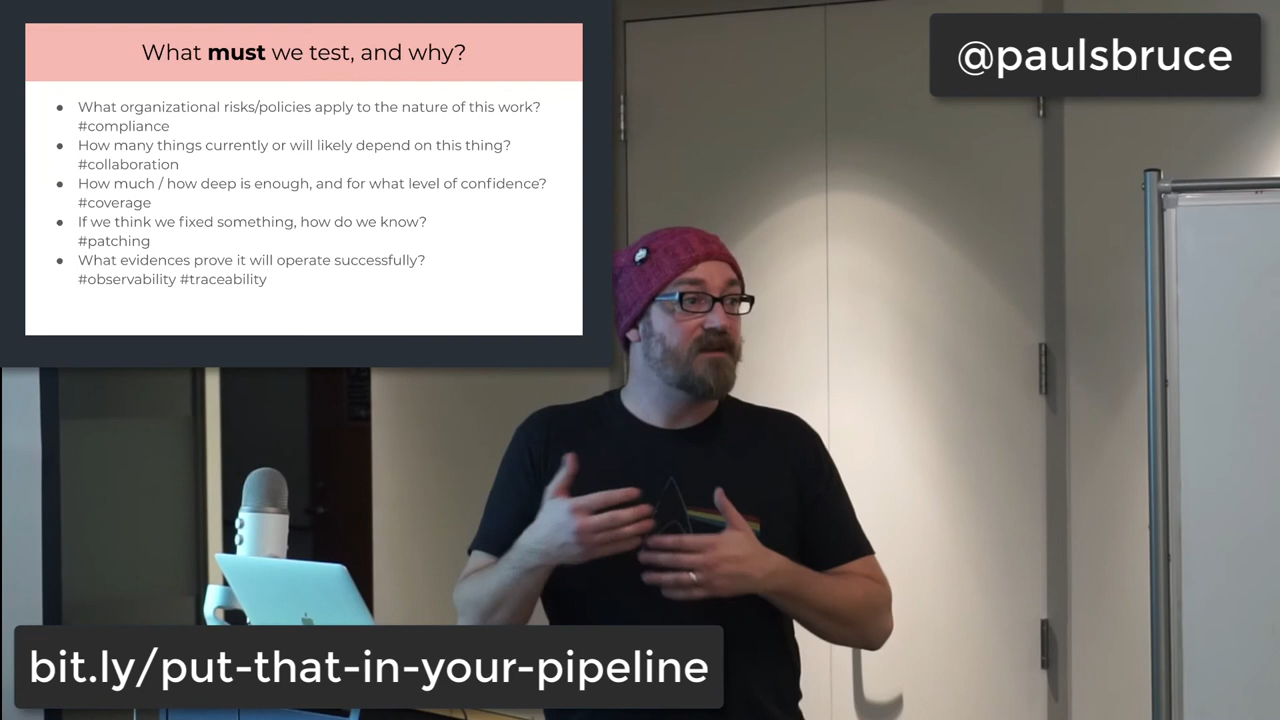 What must we test, and why?
● What organizational risks/policies apply to the nature of this work?
#compliance
● How many things currently or will likely depend on this thing?
#collaboration
● How much / how deep is enough, and for what level of confidence?
#coverage
● If we think we fixed something, how do we know?
#patching
● What evidences prove it will operate successfully?
#observability #traceability
@paulsbruce
bit.ly/put-that-in-your-pipeline